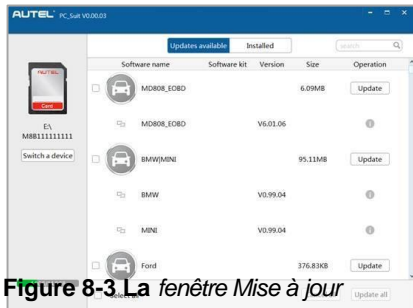 AUTEL PC_Suit V0.00.03
Updates available Installed search
Software name Software kit Version Size Operation
AUTEL
Card
E:\
M8B111111111
Switch a device
MD808_EOBD 6.09MB Update
MD808_EOBD V6.01.06
BMW|MINI 95.11MB Update
BMW V0.99.04
MINI V0.99.04
Ford 376.83KB Update
Select all Update all
Figure 8-3 La fenêtre Mise à jour